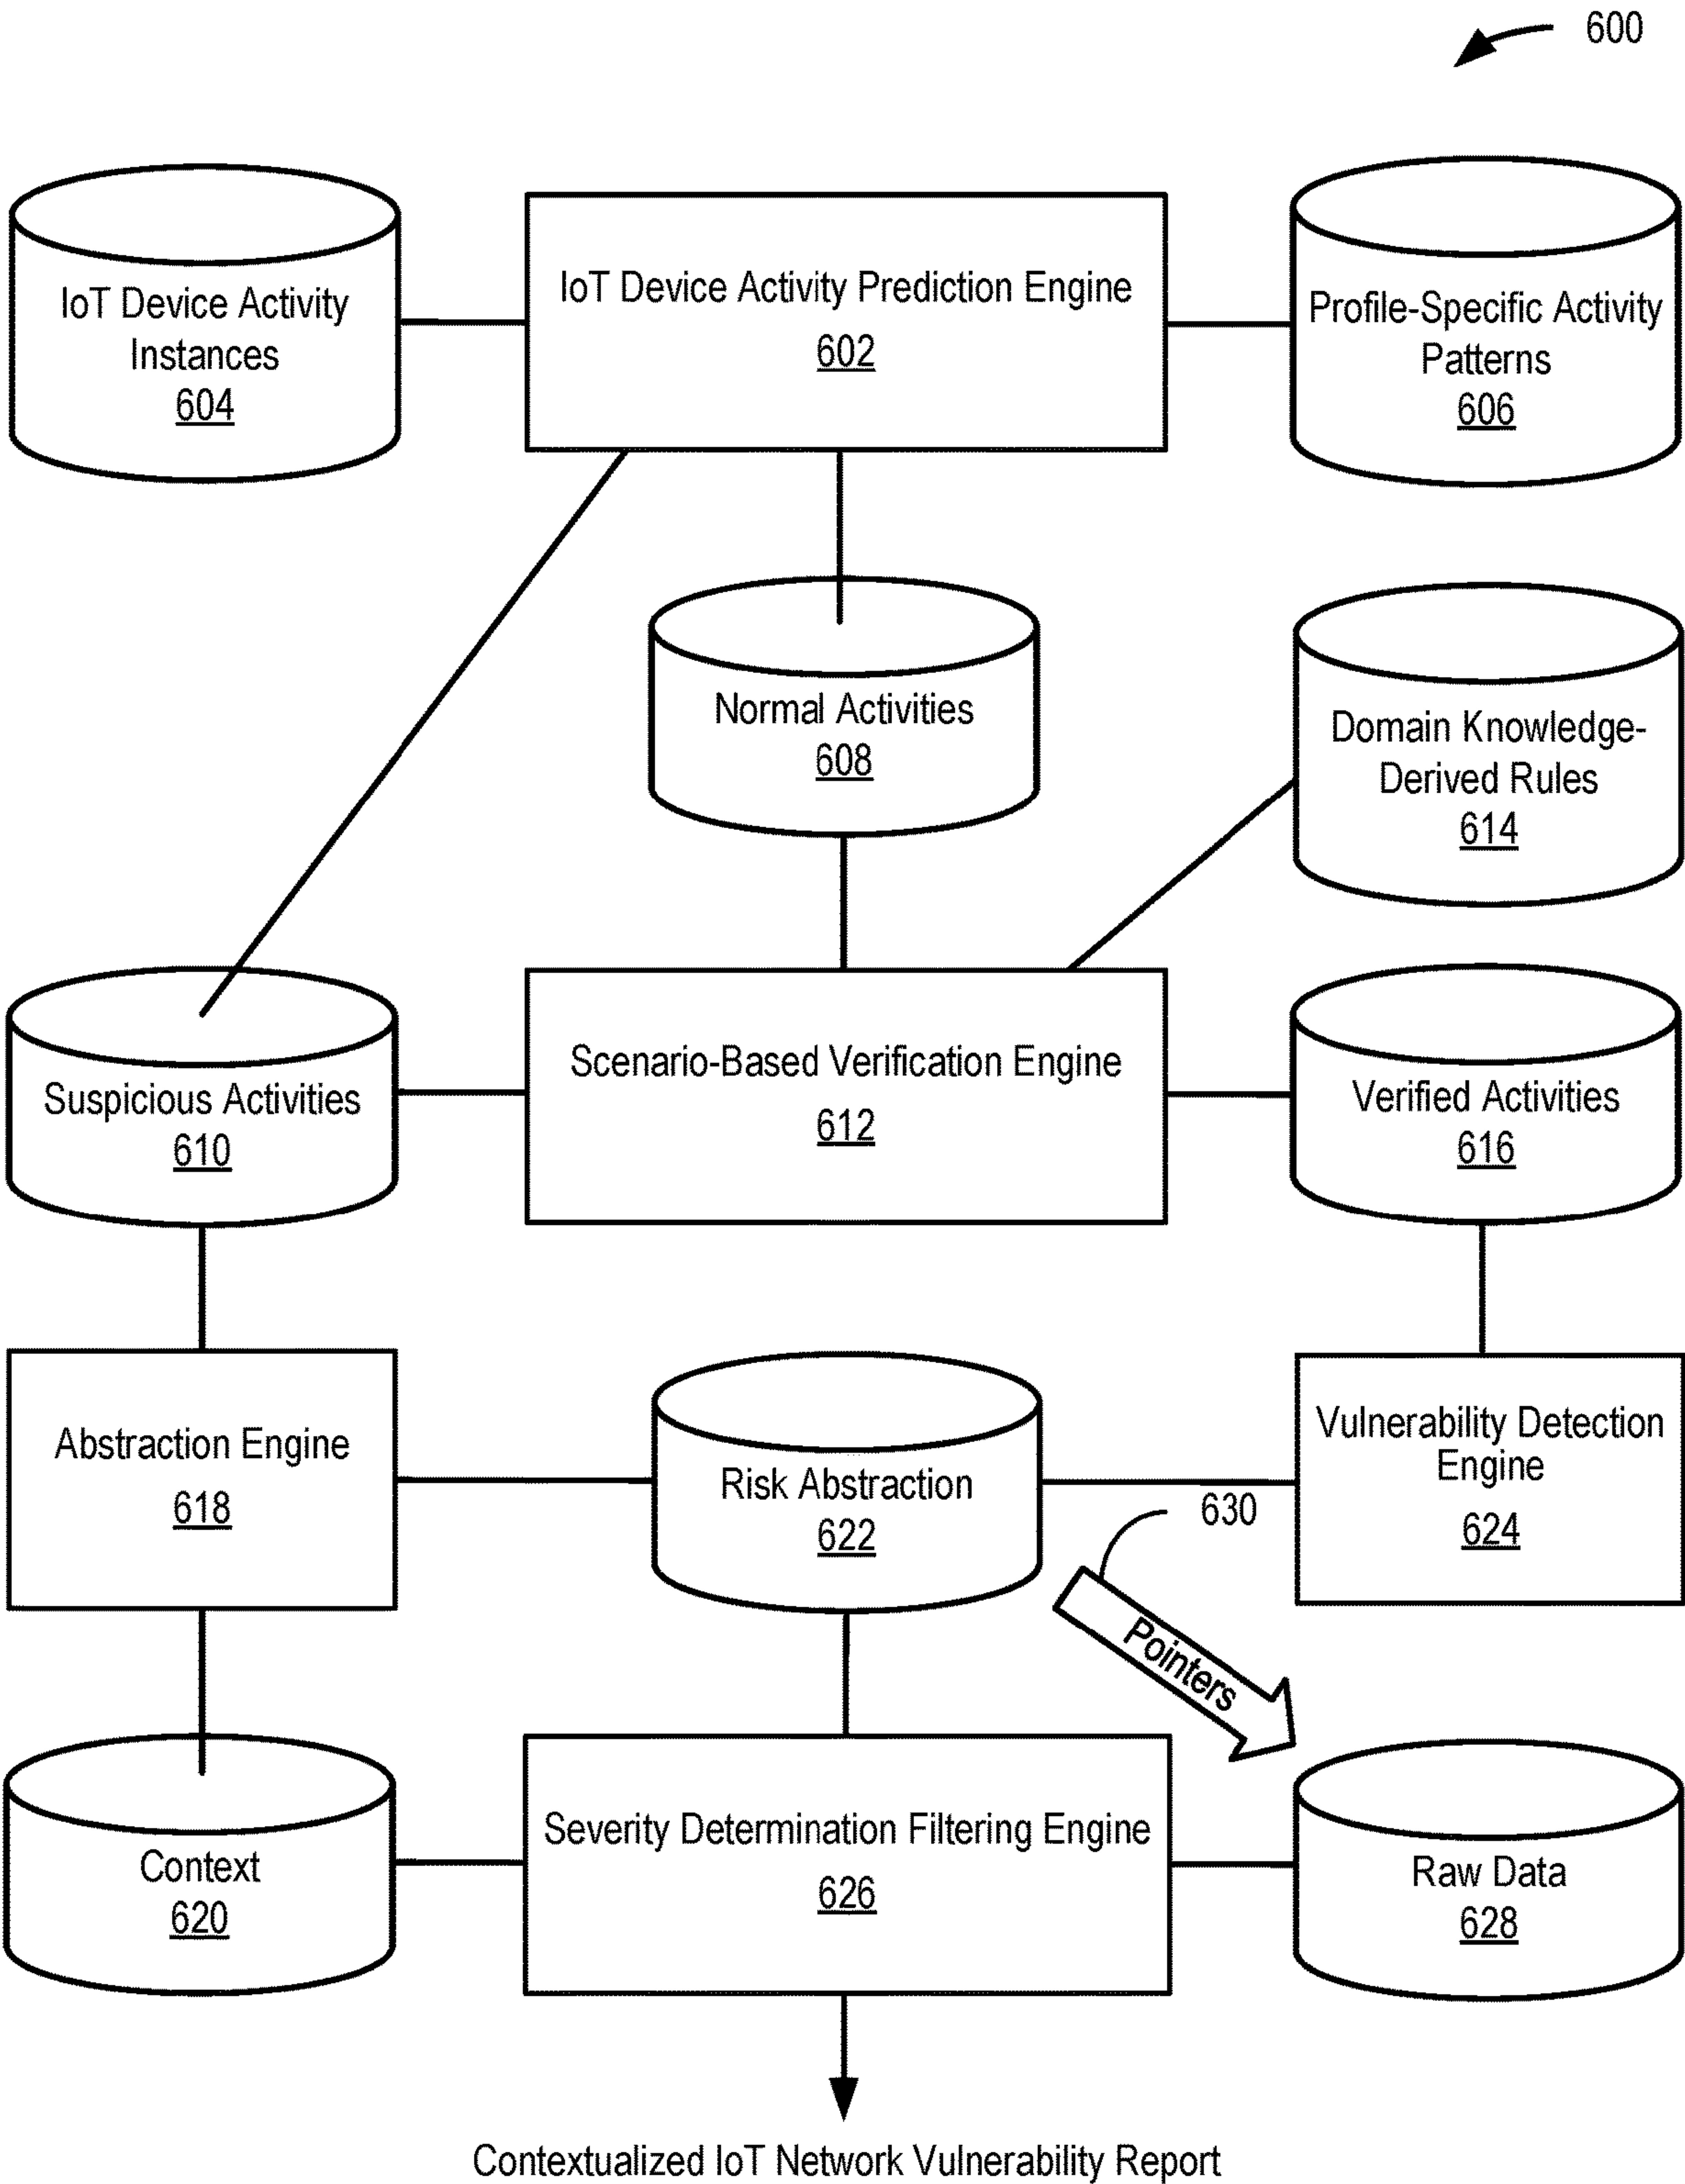 600
IoT Device Activity
Instances
604
IoT Device Activity Prediction Engine
602
Profile-Specific Activity
Patterns
606
Normal Activities
608
Domain Knowledge-
Derived Rules
614
Suspicious Activities
610
Scenario-Based Verification Engine
612
Verified Activities
616
Abstraction Engine
618
Risk Abstraction
622
Vulnerability Detection
Engine
624
630
Pointers
Context
620
Severity Determination Filtering Engine
626
Raw Data
628
Contextualized IoT Network Vulnerability Report